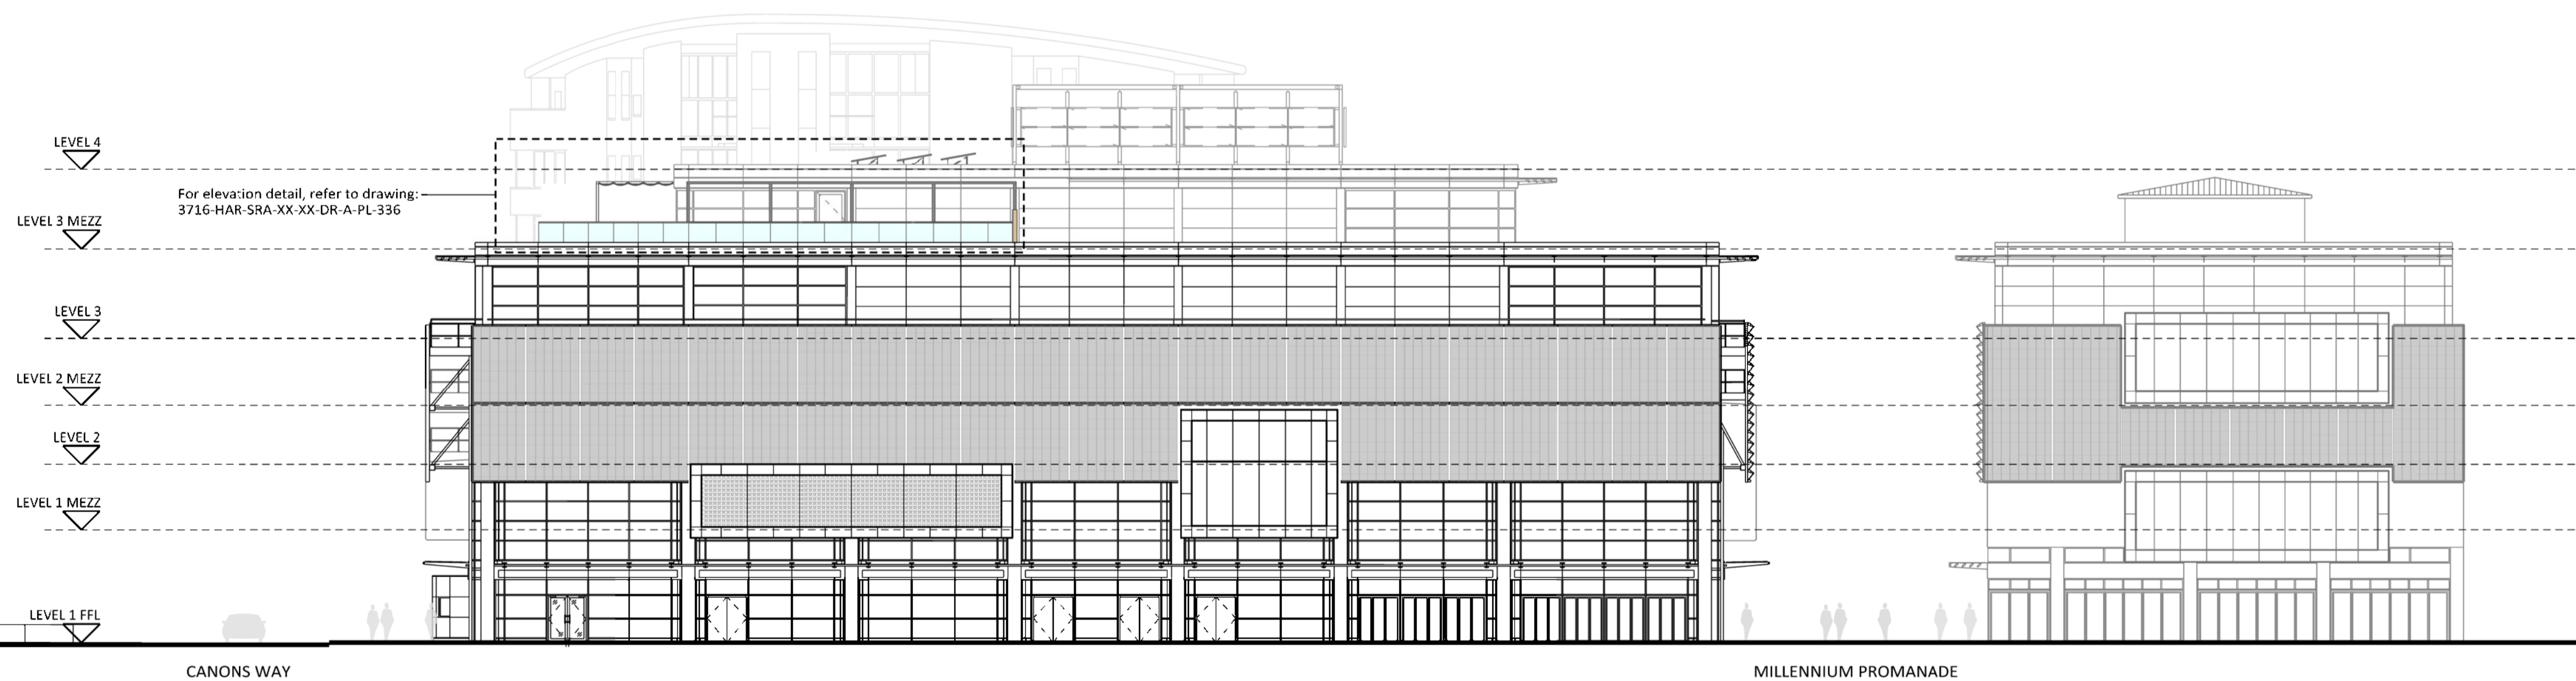 LEVEL 4
For elevation detail, refer to drawing:
3716-HAR-SRA-XX-XX-DR-A-PL-336
LEVEL 3 MEZZ
LEVEL 3
LEVEL 2 MEZZ
LEVEL 2
LEVEL 1 MEZZ
LEVEL 1 FFL
CANONS WAY
MILLENNIUM PROMANADE